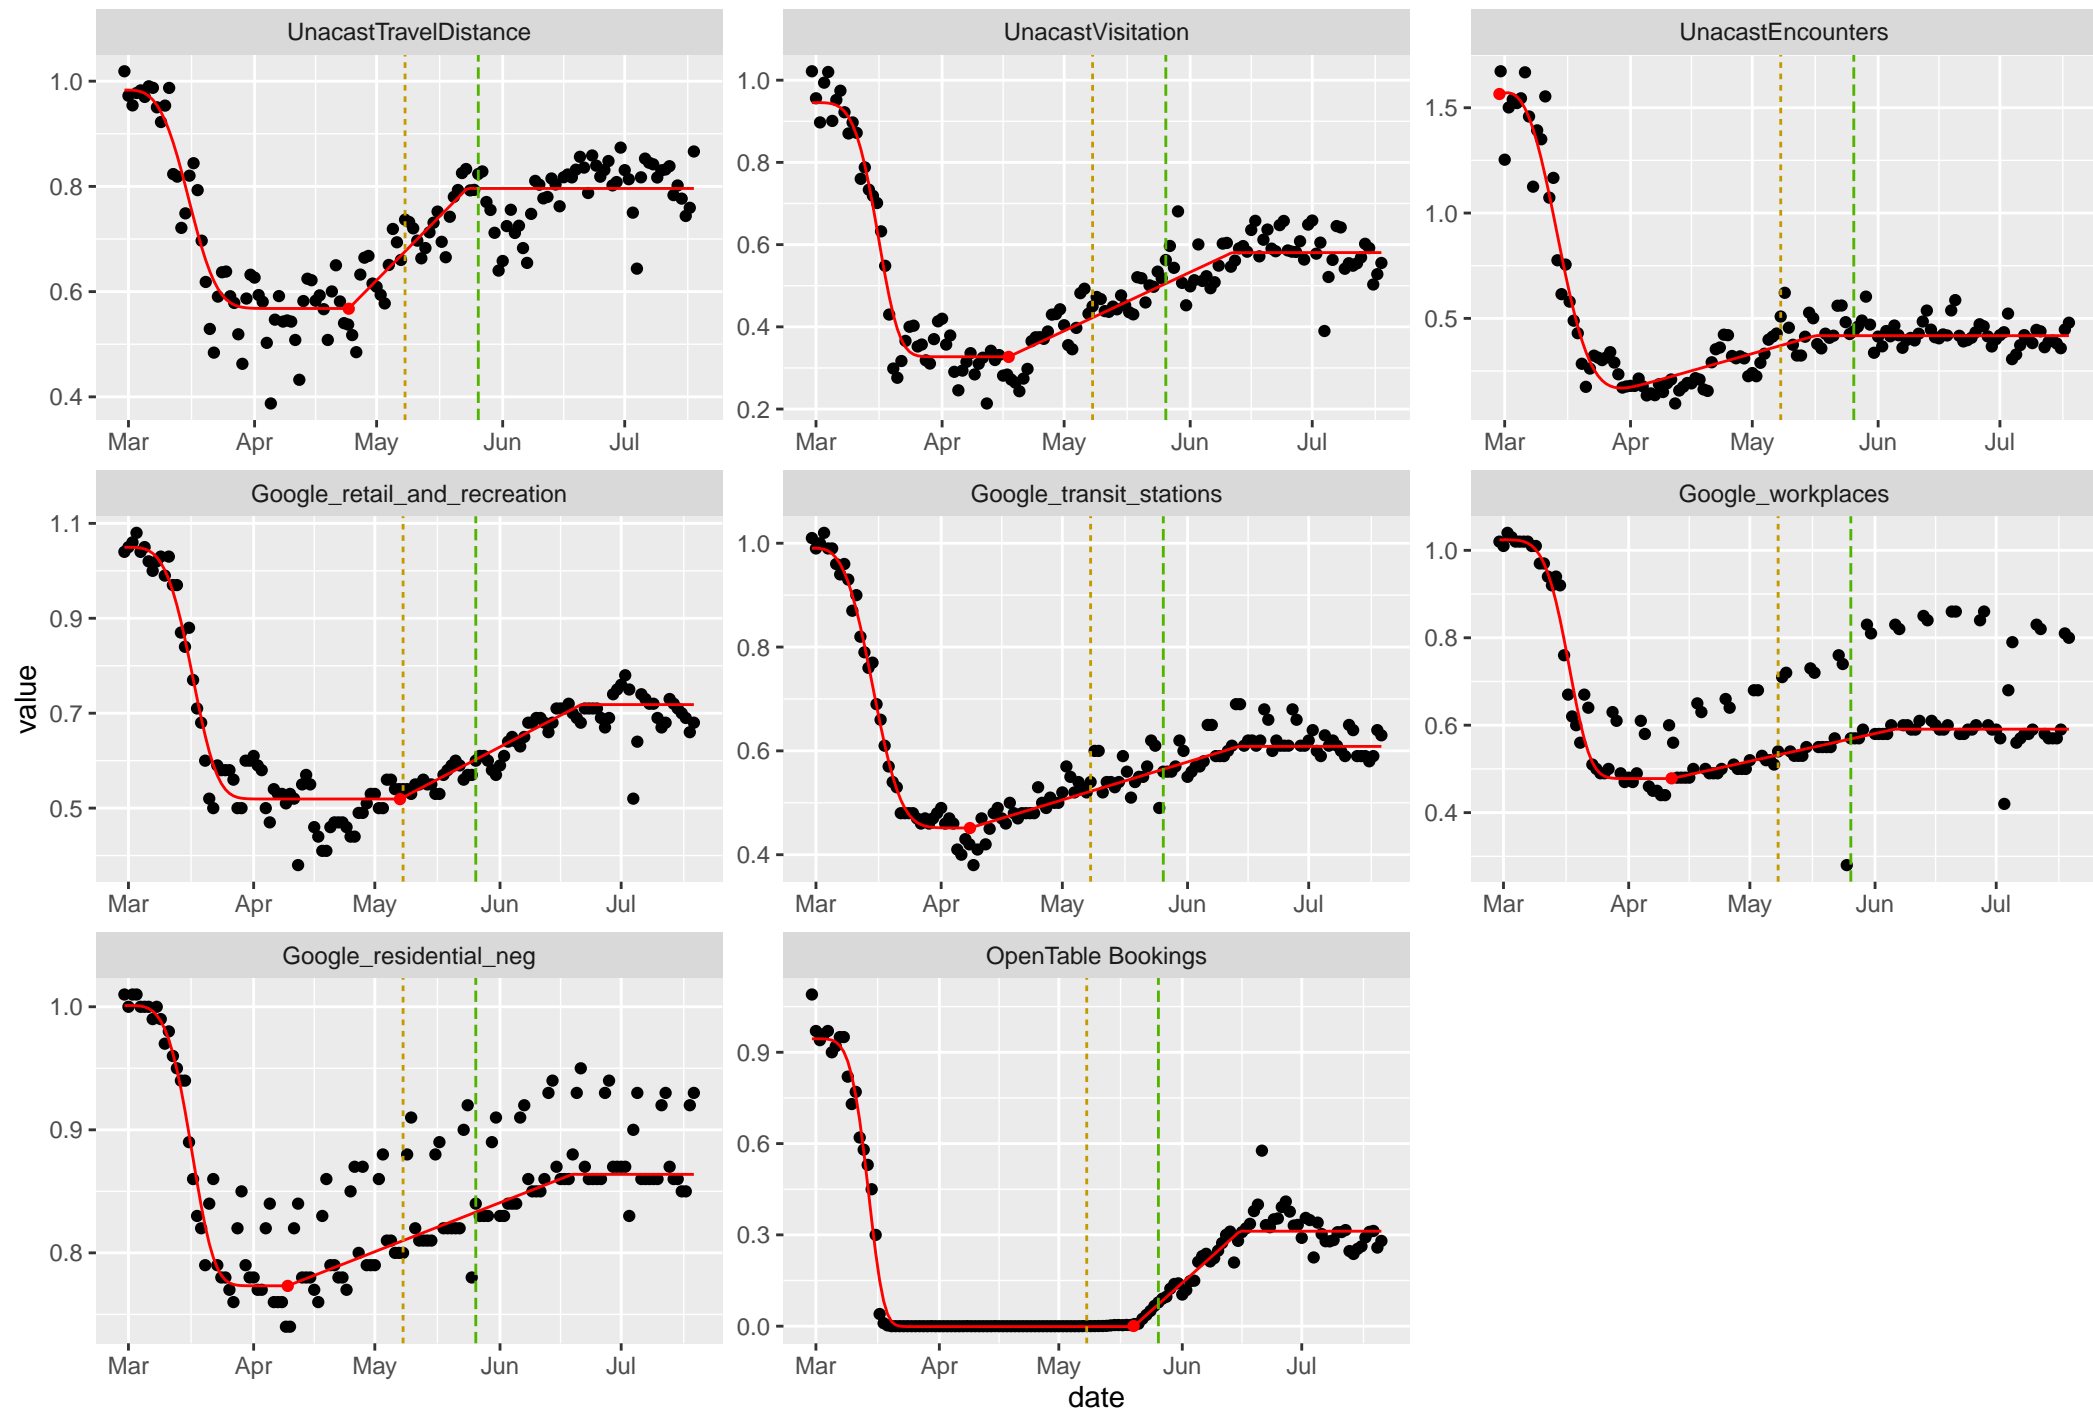 UnacastTravelDistance
UnacastVisitation
UnacastEncounters
1.0
0.8
0.6
0.4
Mar Apr May Jun Jul
1.0
0.8
0.6
0.4
0.2
Mar Apr May Jun Jul
1.5
1.0
0.5
Mar Apr May Jun Jul
Google_retail_and_recreation
Google_transit_stations
Google_workplaces
value
1.1
0.9
0.7
0.5
Mar Apr May Jun Jul
1.0
0.8
0.6
0.4
Mar Apr May Jun Jul
1.0
0.8
0.6
0.4
Mar Apr May Jun Jul
Google_residential_neg
OpenTable Bookings
1.0
0.9
0.8
Mar Apr May Jun Jul
0.9
0.6
0.3
0.0
Mar Apr May Jun Jul
date